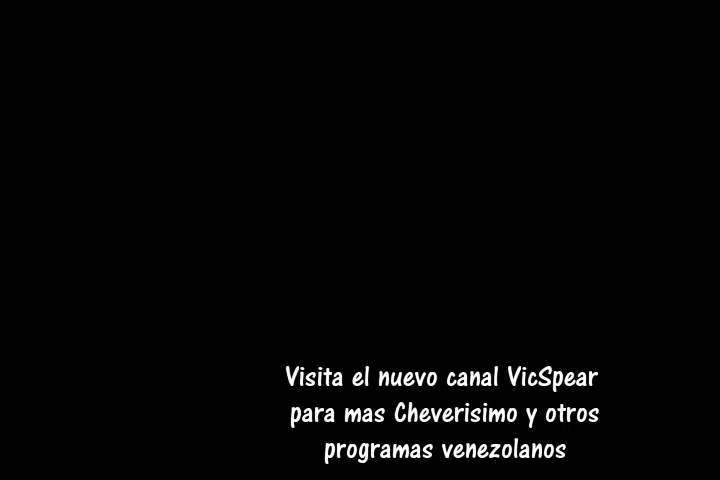 Visita el nuevo canal VicSpear
para mas Cheverisimo y otros
programas venezolanos